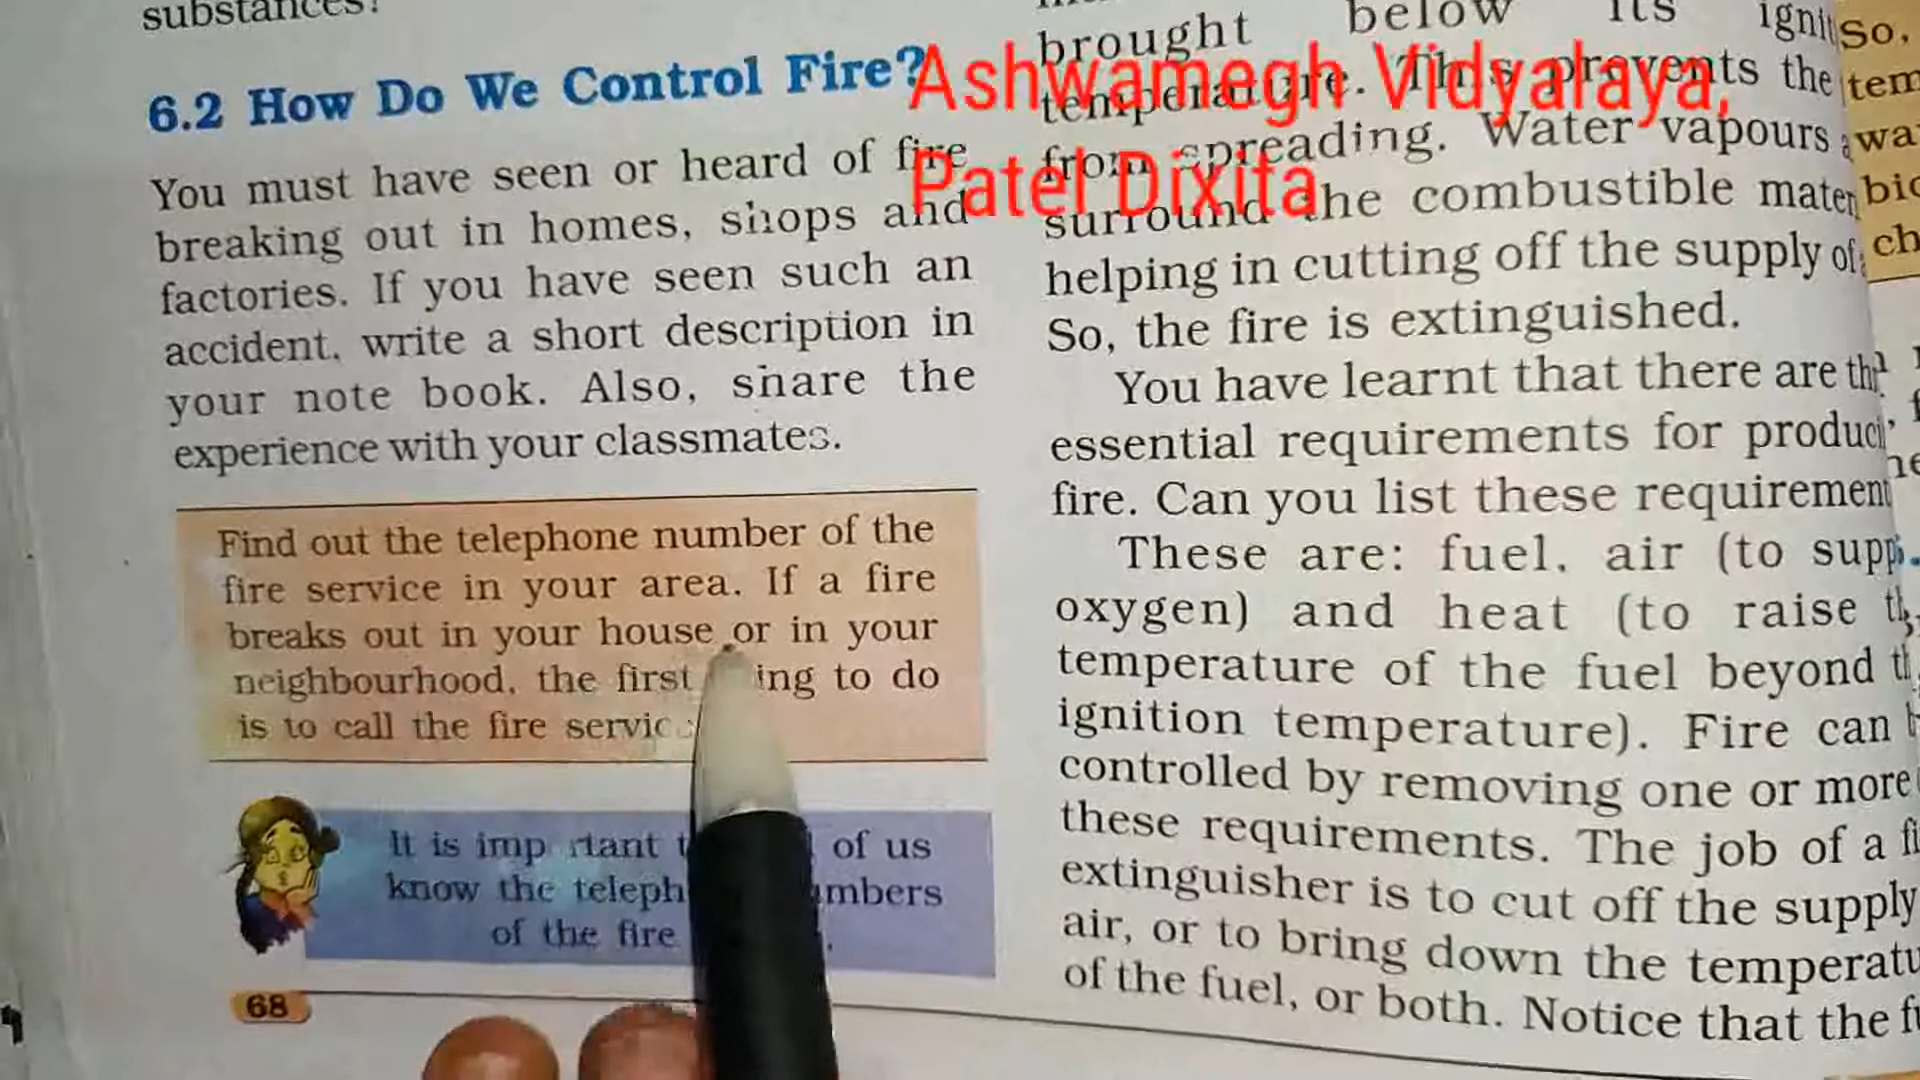 substances?
6.2 How Do We Control Fire?
You must have seen or heard of fire
breaking out in homes, shops and
factories. If you have seen such an
accident, write a short description in
your note book. Also, share the
experience with your classmates.
Find out the telephone number of the
fire service in your area. If a fire
breaks out in your house or in your
neighbourhood, the first ing to do
is to call the fire servic
It is imp rtant of us
know the teleph mbers
of the fire
68
brought below its
temperature. This prevents the
from spreading. Water vapours
surround the combustible mater
helping in cutting off the supply of
So, the fire is extinguished.
You have learnt that there are
essential requirements for produci
fire. Can you list these requirement
These are: fuel, air (to supp
oxygen) and heat (to raise
temperature of the fuel beyond
ignition temperature). Fire can
controlled by removing one or more
these requirements. The job of a fi
extinguisher is to cut off the supply
air, or to bring down the temperatu
of the fuel, or both. Notice that the
So,
tem
wa
ch
Ashwamegh Vidyalaya,
Patel Dixita